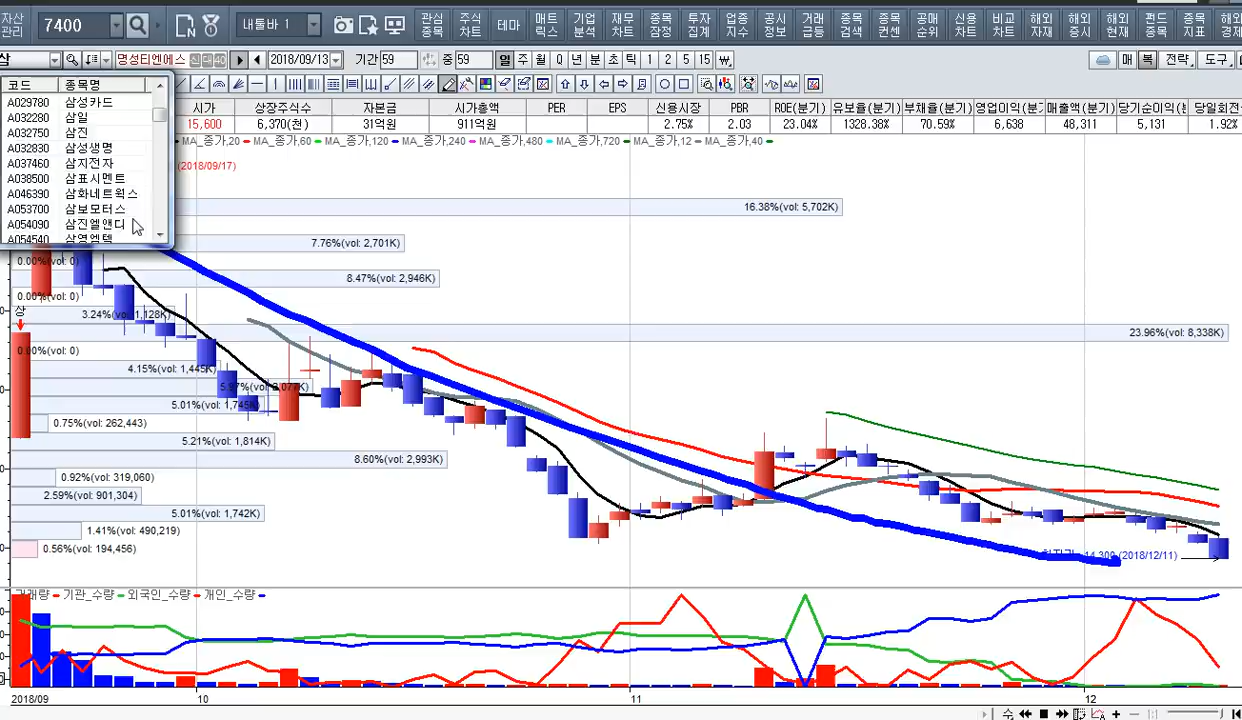 자산 관리 7400 내툴바 1 관심 종목 주식 차트 테마 매트 릭스 기업 분석 재무 차트 종목 잠정 투자 집계 업종 지수 공시 정보 거래 급등 종목 검색 종목 컨센 공매 순위 신용 차트 비교 차트 해외 자재 해외 증시 해외 현재 펀드 차트 종목 지표 해외 경제
삼 명성티엔에스 신 대 40 2018/09/13 기간 59 중 59 일 주 월 Q 년 분 초 틱 1 2 5 15 매 복 전략 도구
코드 종목명
A029780 삼성카드
A032280 삼일
A032750 삼진
A032830 삼성생명
A037460 삼지전자
A038500 삼표시멘트
A046390 삼화네트웍스
A053700 삼보모터스
A054090 삼진엘앤디
A054540 삼영엠텍
시가 상장주식수 자본금 시가총액 PER EPS 신용시장 PBR ROE(분기) 유보율(분기) 부채율(분기) 영업이익(분기) 매출액(분기) 당기순이익(분 당일회전
15,600 6,370(천) 31억원 911억원 2.75% 2.03 23.04% 1328.38% 70.59% 6,638 48,311 5,131 1.92%
MA_종가,20 MA_종가,60 MA_종가,120 MA_종가,240 MA_종가,480 MA_종가,720 MA_종가,12 MA_종가,40
(2018/09/17)
16.38%(vol: 5,702K)
7.76%(vol: 2,701K)
0.00%(vol: 0)
8.47%(vol: 2,946K)
0.00%(vol: 0)
상
3.24%(vol: 1,128K)
23.96%(vol: 8,338K)
0.00%(vol: 0)
4.15%(vol: 1,445K)
5.97%(vol: 2,077K)
5.01%(vol: 1,745K)
0.75%(vol: 262,443)
5.21%(vol: 1,814K)
8.60%(vol: 2,993K)
0.92%(vol: 319,060)
2.59%(vol: 901,304)
5.01%(vol: 1,742K)
1.41%(vol: 490,219)
0.56%(vol: 194,456)
14,300 (2018/12/11)
거래량 기관_수량 외국인_수량 개인_수량
2018/09 10 11 12